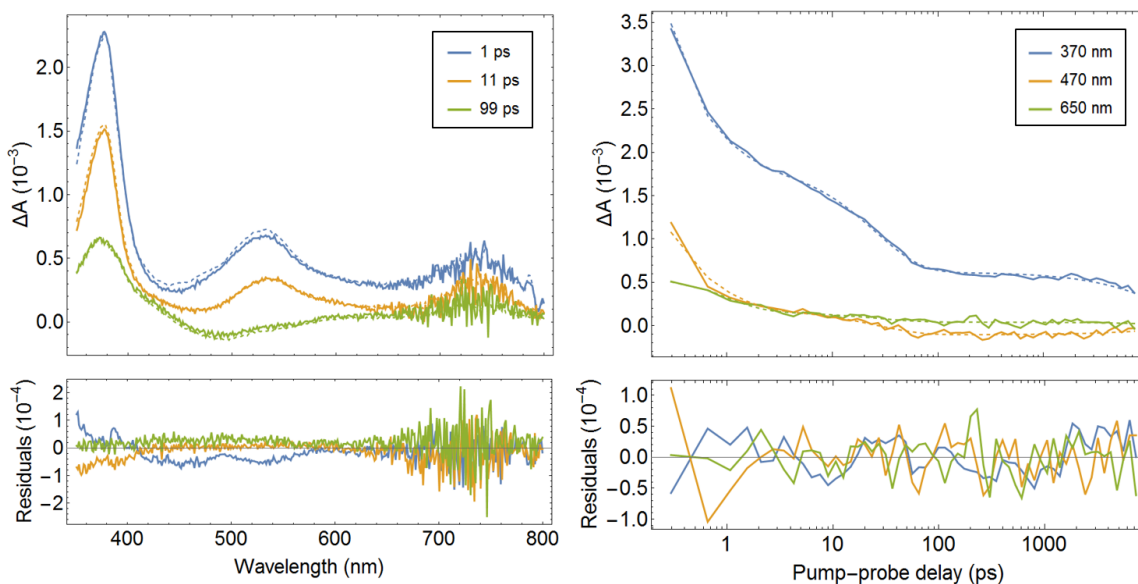 2.0
1.5
1.0
0.5
0.0
ΔA (10⁻³)
1 ps
11 ps
99 ps
2
1
0
−1
−2
Residuals (10⁻⁴)
400 500 600 700 800
Wavelength (nm)
3.5
3.0
2.5
2.0
1.5
1.0
0.5
0.0
ΔA (10⁻³)
370 nm
470 nm
650 nm
1.0
0.5
0.0
−0.5
−1.0
Residuals (10⁻⁴)
1 10 100 1000
Pump−probe delay (ps)